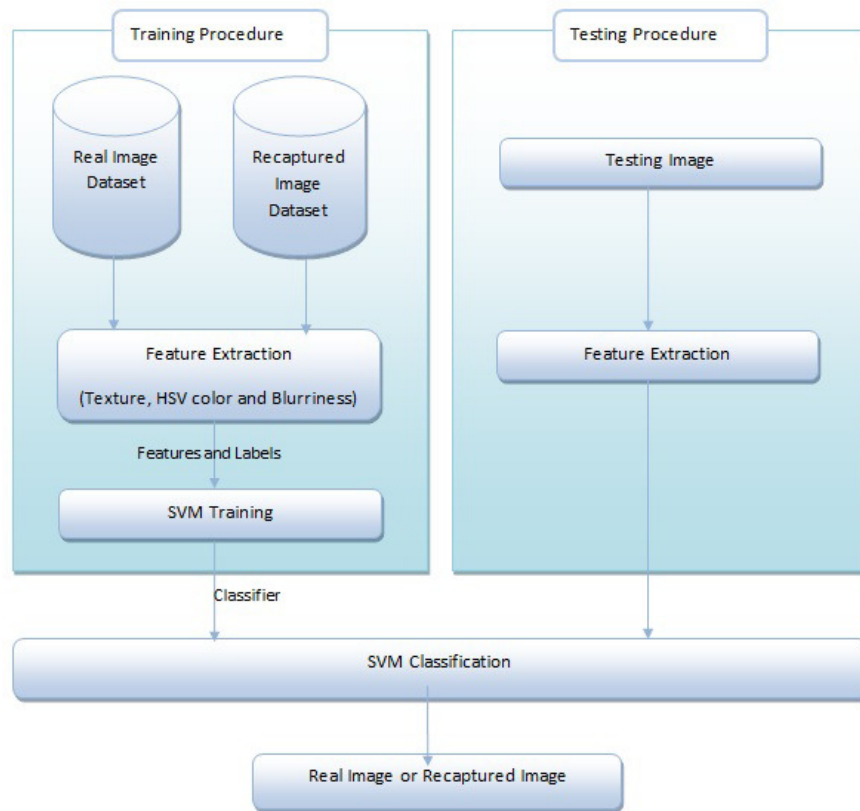 Training Procedure
Real Image
Dataset
Recaptured
Image
Dataset
Feature Extraction
(Texture, HSV color and Blurriness)
Features and Labels
SVM Training
Classifier
Testing Procedure
Testing Image
Feature Extraction
SVM Classification
Real Image or Recaptured Image